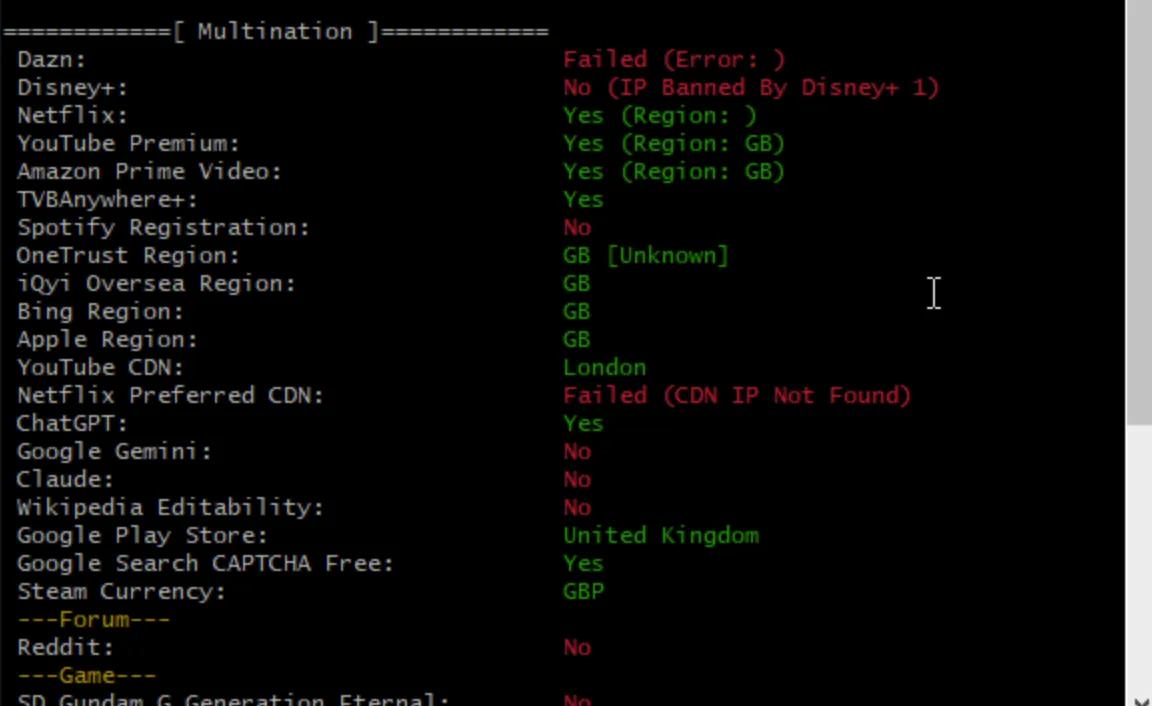 ============[ Multination ]============
Dazn: Failed (Error: )
Disney+: No (IP Banned By Disney+ 1)
Netflix: Yes (Region: )
YouTube Premium: Yes (Region: GB)
Amazon Prime Video: Yes (Region: GB)
TVBAnywhere+: Yes
Spotify Registration: No
OneTrust Region: GB [Unknown]
iQyi Oversea Region: GB
Bing Region: GB
Apple Region: GB
YouTube CDN: London
Netflix Preferred CDN: Failed (CDN IP Not Found)
ChatGPT: Yes
Google Gemini: No
Claude: No
Wikipedia Editability: No
Google Play Store: United Kingdom
Google Search CAPTCHA Free: Yes
Steam Currency: GBP
---Forum---
Reddit: No
---Game---
SD Gundam G Generation Eternal: No